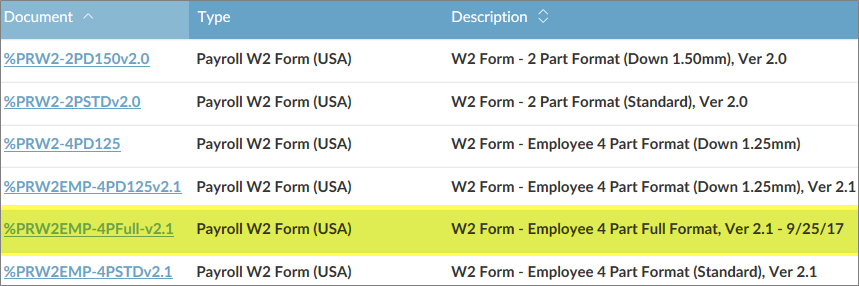 Document Type Description
%PRW2-2PD150v2.0 Payroll W2 Form (USA) W2 Form - 2 Part Format (Down 1.50mm), Ver 2.0
%PRW2-2PSTDv2.0 Payroll W2 Form (USA) W2 Form - 2 Part Format (Standard), Ver 2.0
%PRW2-4PD125 Payroll W2 Form (USA) W2 Form - Employee 4 Part Format (Down 1.25mm)
%PRW2EMP-4PD125v2.1 Payroll W2 Form (USA) W2 Form - Employee 4 Part Format (Down 1.25mm), Ver 2.1
%PRW2EMP-4PFull-v2.1 Payroll W2 Form (USA) W2 Form - Employee 4 Part Full Format, Ver 2.1 - 9/25/17
%PRW2EMP-4PSTDv2.1 Payroll W2 Form (USA) W2 Form - Employee 4 Part Format (Standard), Ver 2.1